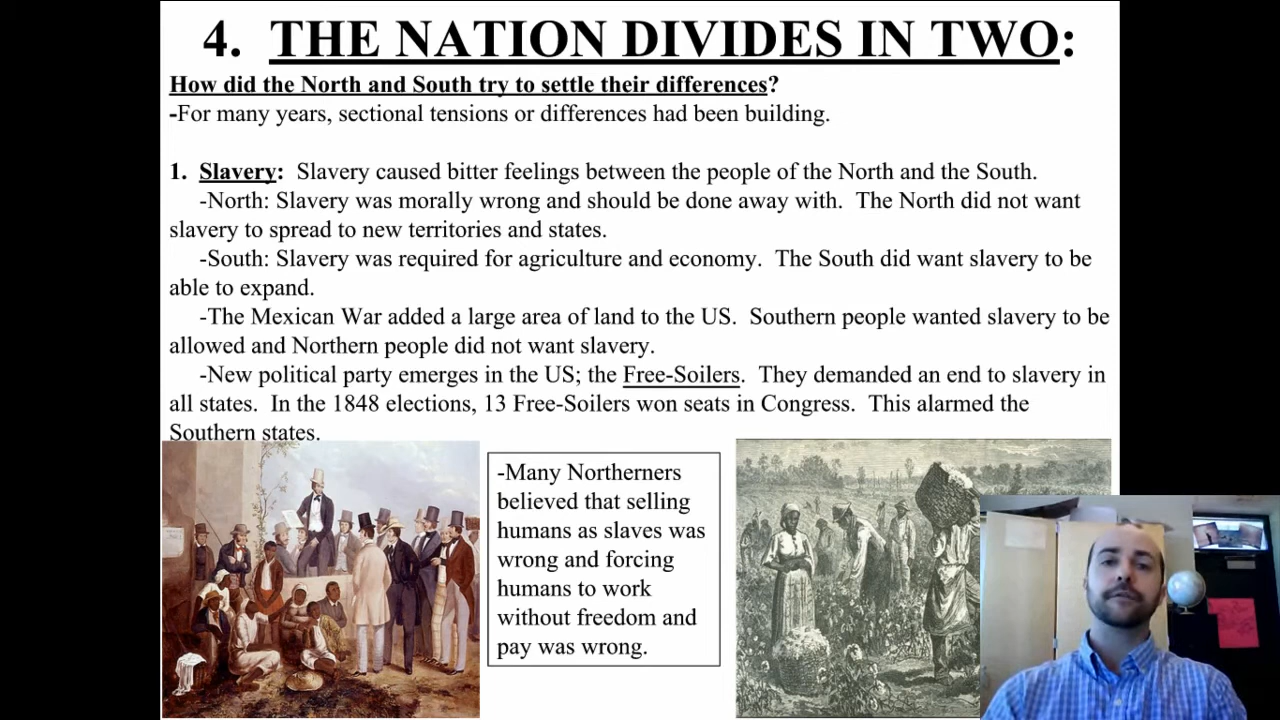 4. THE NATION DIVIDES IN TWO:
How did the North and South try to settle their differences?
-For many years, sectional tensions or differences had been building.
1. Slavery: Slavery caused bitter feelings between the people of the North and the South.
-North: Slavery was morally wrong and should be done away with. The North did not want
slavery to spread to new territories and states.
-South: Slavery was required for agriculture and economy. The South did want slavery to be
able to expand.
-The Mexican War added a large area of land to the US. Southern people wanted slavery to be
allowed and Northern people did not want slavery.
-New political party emerges in the US; the Free-Soilers. They demanded an end to slavery in
all states. In the 1848 elections, 13 Free-Soilers won seats in Congress. This alarmed the
Southern states.
-Many Northerners
believed that selling
humans as slaves was
wrong and forcing
humans to work
without freedom and
pay was wrong.